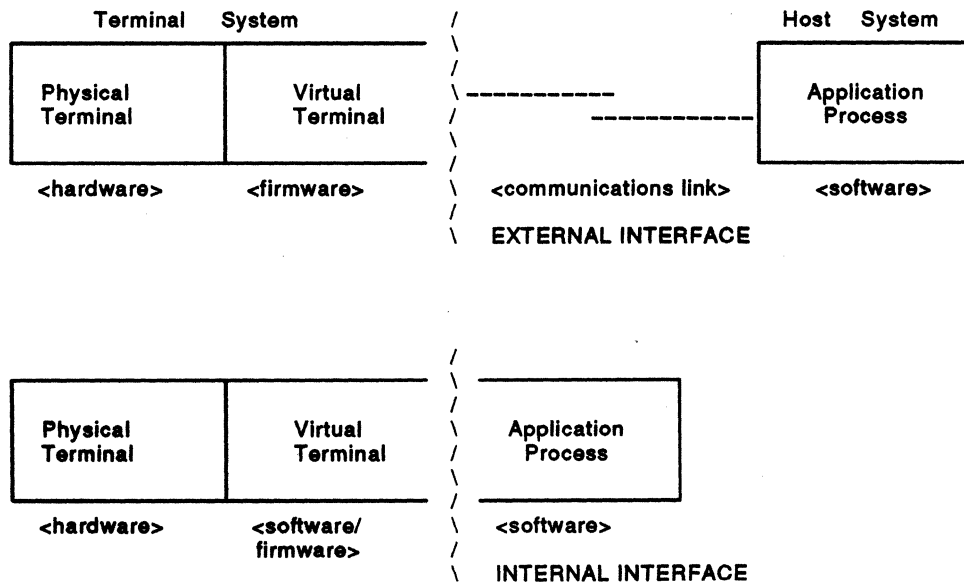 Terminal System
Host System
Physical
Terminal
Virtual
Terminal
Application
Process
<hardware>
<firmware>
<communications link>
<software>
EXTERNAL INTERFACE
Physical
Terminal
Virtual
Terminal
Application
Process
<hardware>
<software/
firmware>
<software>
INTERNAL INTERFACE